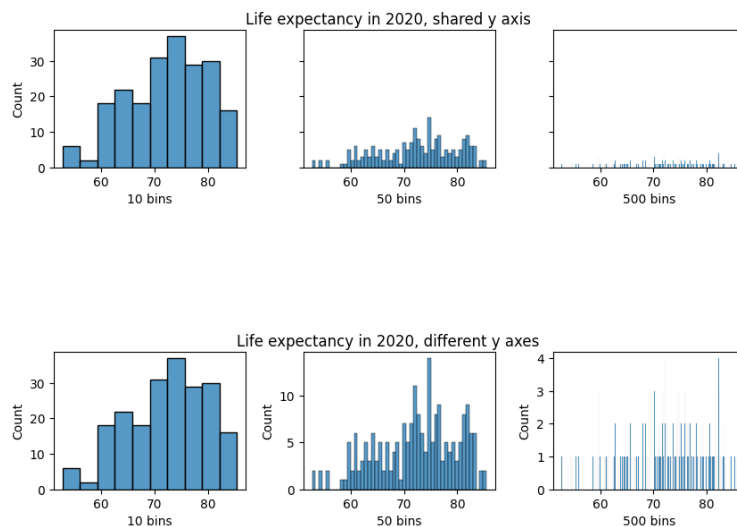 Life expectancy in 2020, shared y axis
30
20
10
0
Count
60 70 80
10 bins
60 70 80
50 bins
60 70 80
500 bins
Life expectancy in 2020, different y axes
30
20
10
0
Count
60 70 80
10 bins
10
5
0
Count
60 70 80
50 bins
4
3
2
1
0
Count
60 70 80
500 bins